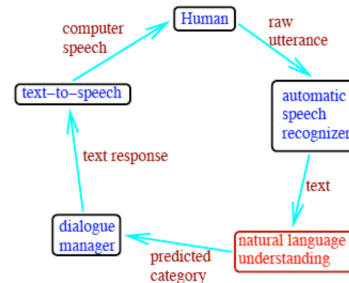 Human
computer
speech
raw
utterance
text–to–speech
automatic
speech
recognizer
text response
text
dialogue
manager
natural language
understanding
predicted
category